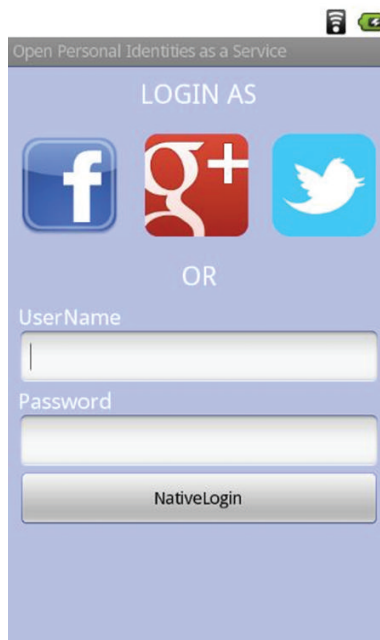 Open Personal Identities as a Service
LOGIN AS
f g+
OR
UserName
Password
NativeLogin